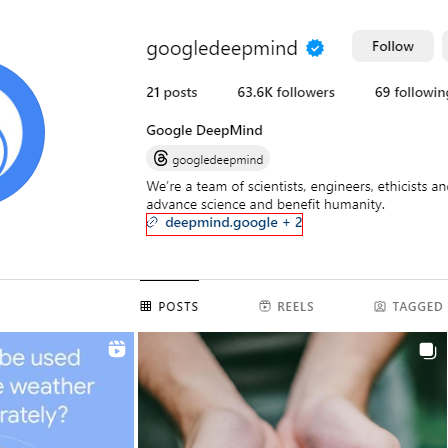 googledeepmind Follow
21 posts 63.6K followers 69 following
Google DeepMind
googledeepmind
We're a team of scientists, engineers, ethicists an
advance science and benefit humanity.
deepmind.google + 2
POSTS REELS TAGGED
be used
e weather
rately?